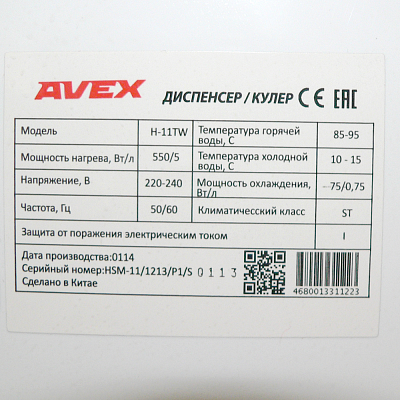 AVEX ДИСПЕНСЕР / КУЛЕР CE EAC
Модель H-11TW Температура горячей воды, С 85-95
Мощность нагрева, Вт/л 550/5 Температура холодной воды, С 10 - 15
Напряжение, В 220-240 Мощность охлаждения, Вт/л 75/0,75
Частота, Гц 50/60 Климатисеский класс ST
Защита от поражения электрическим током I
Дата производства:0114
Серийный номер:HSM-11/1213/P1/S 0113
Сделано в Китае
4680013311223